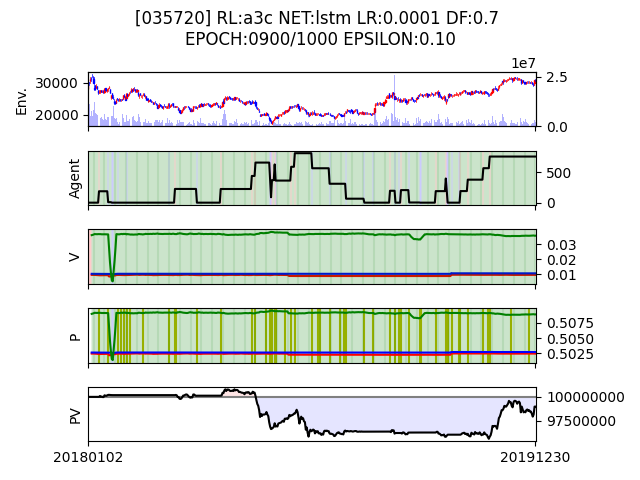 [035720] RL:a3c NET:lstm LR:0.0001 DF:0.7
EPOCH:0900/1000 EPSILON:0.10
1e7
Env.
30000
20000
2.5
0.0
Agent
500
0
V
0.03
0.02
0.01
P
0.5075
0.5050
0.5025
PV
100000000
97500000
20180102
20191230